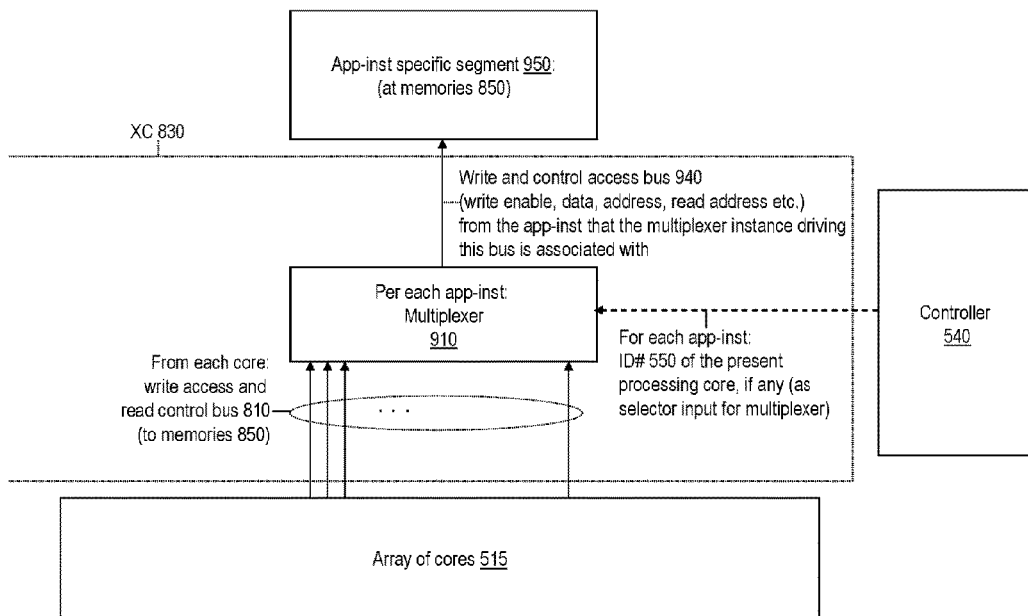 App-inst specific segment 950:
(at memories 850)
XC 830
Write and control access bus 940
(write enable, data, address, read address etc.)
from the app-inst that the multiplexer instance driving
this bus is associated with
Per each app-inst:
Multiplexer
910
Controller
540
For each app-inst:
ID# 550 of the present
processing core, if any (as
selector input for multiplexer)
From each core:
write access and
read control bus 810
(to memories 850)
. . .
Array of cores 515